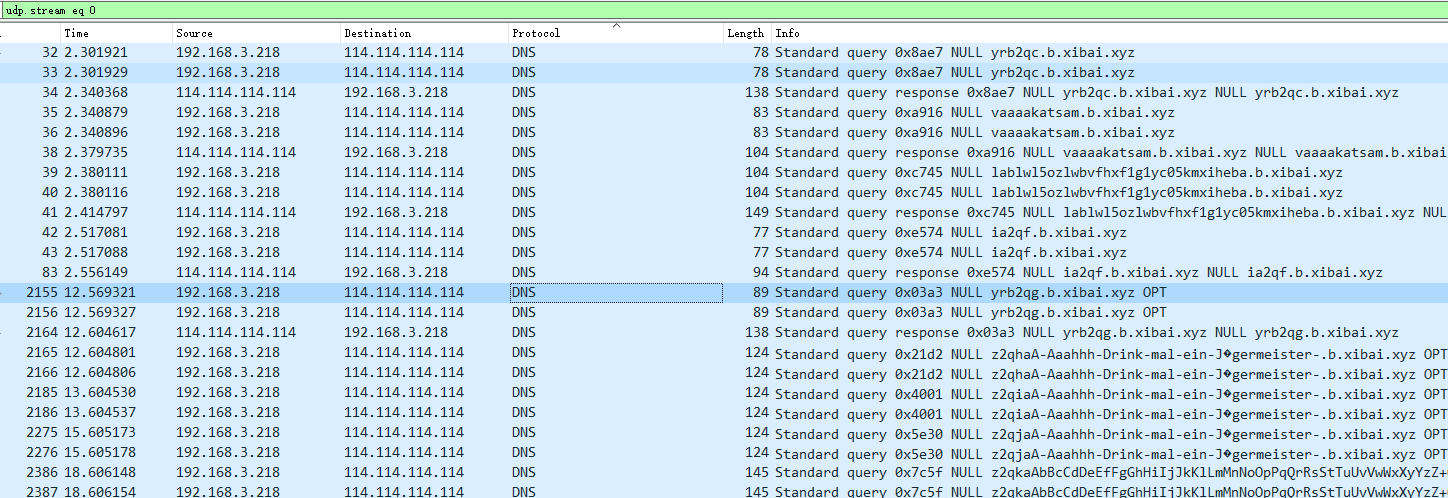 udp.stream eq 0
Time Source Destination Protocol Length Info
32 2.301921 192.168.3.218 114.114.114.114 DNS 78 Standard query 0x8ae7 NULL yrb2qc.b.xibai.xyz
33 2.301929 192.168.3.218 114.114.114.114 DNS 78 Standard query 0x8ae7 NULL yrb2qc.b.xibai.xyz
34 2.340368 114.114.114.114 192.168.3.218 DNS 138 Standard query response 0x8ae7 NULL yrb2qc.b.xibai.xyz NULL yrb2qc.b.xibai.xyz
35 2.340879 192.168.3.218 114.114.114.114 DNS 83 Standard query 0xa916 NULL vaaaakatsam.b.xibai.xyz
36 2.340896 192.168.3.218 114.114.114.114 DNS 83 Standard query 0xa916 NULL vaaaakatsam.b.xibai.xyz
38 2.379735 114.114.114.114 192.168.3.218 DNS 104 Standard query response 0xa916 NULL vaaaakatsam.b.xibai.xyz NULL vaaaakatsam.b.xibai
39 2.380111 192.168.3.218 114.114.114.114 DNS 104 Standard query 0xc745 NULL lablwl5ozlwbvfhxf1g1yc05kmxiheba.b.xibai.xyz
40 2.380116 192.168.3.218 114.114.114.114 DNS 104 Standard query 0xc745 NULL lablwl5ozlwbvfhxf1g1yc05kmxiheba.b.xibai.xyz
41 2.414797 114.114.114.114 192.168.3.218 DNS 149 Standard query response 0xc745 NULL lablwl5ozlwbvfhxf1g1yc05kmxiheba.b.xibai.xyz NUL
42 2.517081 192.168.3.218 114.114.114.114 DNS 77 Standard query 0xe574 NULL ia2qf.b.xibai.xyz
43 2.517088 192.168.3.218 114.114.114.114 DNS 77 Standard query 0xe574 NULL ia2qf.b.xibai.xyz
83 2.556149 114.114.114.114 192.168.3.218 DNS 94 Standard query response 0xe574 NULL ia2qf.b.xibai.xyz NULL ia2qf.b.xibai.xyz
2155 12.569321 192.168.3.218 114.114.114.114 DNS 89 Standard query 0x03a3 NULL yrb2qg.b.xibai.xyz OPT
2156 12.569327 192.168.3.218 114.114.114.114 DNS 89 Standard query 0x03a3 NULL yrb2qg.b.xibai.xyz OPT
2164 12.604617 114.114.114.114 192.168.3.218 DNS 138 Standard query response 0x03a3 NULL yrb2qg.b.xibai.xyz NULL yrb2qg.b.xibai.xyz
2165 12.604801 192.168.3.218 114.114.114.114 DNS 124 Standard query 0x21d2 NULL z2qhaA-Aaahhh-Drink-mal-ein-J�germeister-.b.xibai.xyz OPT
2166 12.604806 192.168.3.218 114.114.114.114 DNS 124 Standard query 0x21d2 NULL z2qhaA-Aaahhh-Drink-mal-ein-J�germeister-.b.xibai.xyz OPT
2185 13.604530 192.168.3.218 114.114.114.114 DNS 124 Standard query 0x4001 NULL z2qiaA-Aaahhh-Drink-mal-ein-J�germeister-.b.xibai.xyz OPT
2186 13.604537 192.168.3.218 114.114.114.114 DNS 124 Standard query 0x4001 NULL z2qiaA-Aaahhh-Drink-mal-ein-J�germeister-.b.xibai.xyz OPT
2275 15.605173 192.168.3.218 114.114.114.114 DNS 124 Standard query 0x5e30 NULL z2qjaA-Aaahhh-Drink-mal-ein-J�germeister-.b.xibai.xyz OPT
2276 15.605178 192.168.3.218 114.114.114.114 DNS 124 Standard query 0x5e30 NULL z2qjaA-Aaahhh-Drink-mal-ein-J�germeister-.b.xibai.xyz OPT
2386 18.606148 192.168.3.218 114.114.114.114 DNS 145 Standard query 0x7c5f NULL z2qkaAbBcCdDeEfFgGhHiIjJkKlLmMnNoOpPqQrRsStTuUvVwWxXyYzZ+
2387 18.606154 192.168.3.218 114.114.114.114 DNS 145 Standard query 0x7c5f NULL z2qkaAbBcCdDeEfFgGhHiIjJkKlLmMnNoOpPqQrRsStTuUvVwWxXyYzZ+